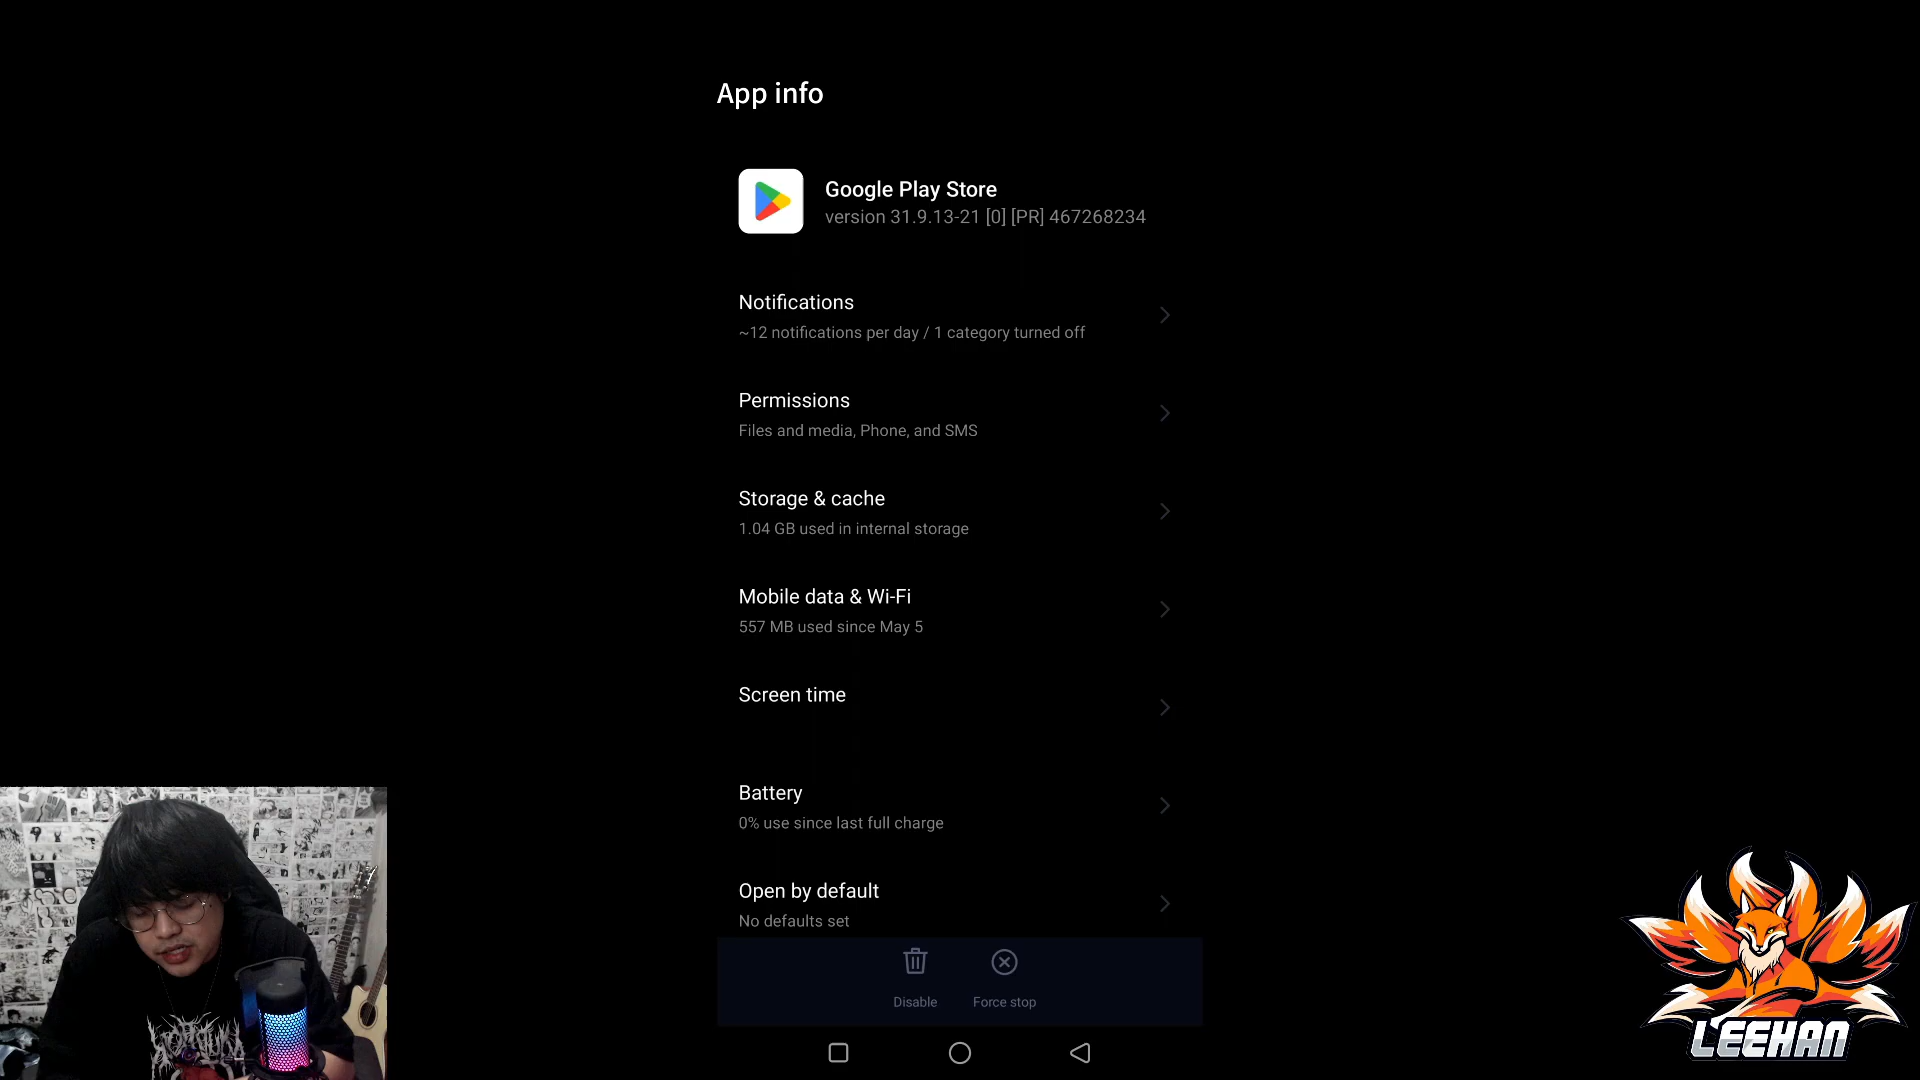 App info
Google Play Store
version 31.9.13-21 [0] [PR] 467268234
Notifications
~12 notifications per day / 1 category turned off
Permissions
Files and media, Phone, and SMS
Storage & cache
1.04 GB used in internal storage
Mobile data & Wi-Fi
557 MB used since May 5
Screen time
Battery
0% use since last full charge
Open by default
No defaults set
Disable
Force stop
LEEHAN